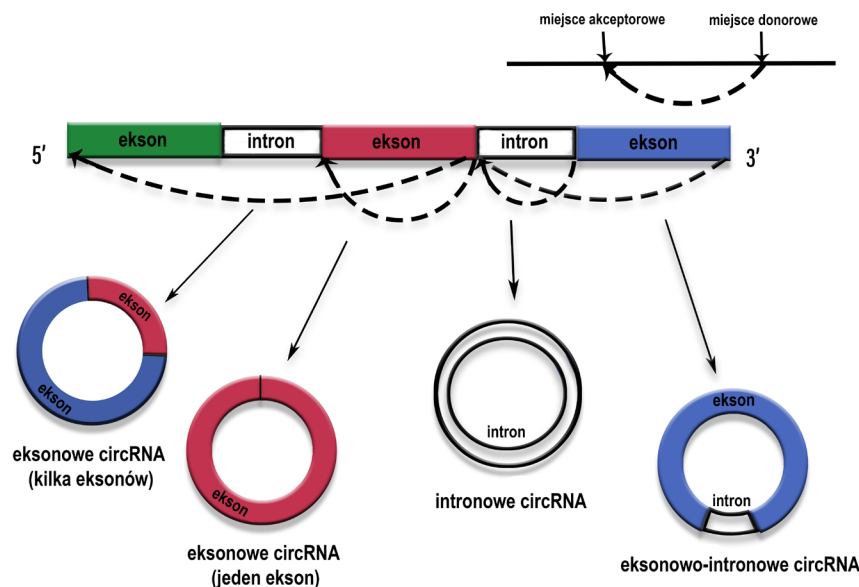 miejsce akceptorowe
miejsce donorowe
5'
ekson
intron
ekson
intron
ekson
3'
ekson
ekson
eksonowe circRNA
(kilka eksonów)
ekson
eksonowe circRNA
(jeden ekson)
intron
intronowe circRNA
ekson
intron
eksonowo-intronowe circRNA